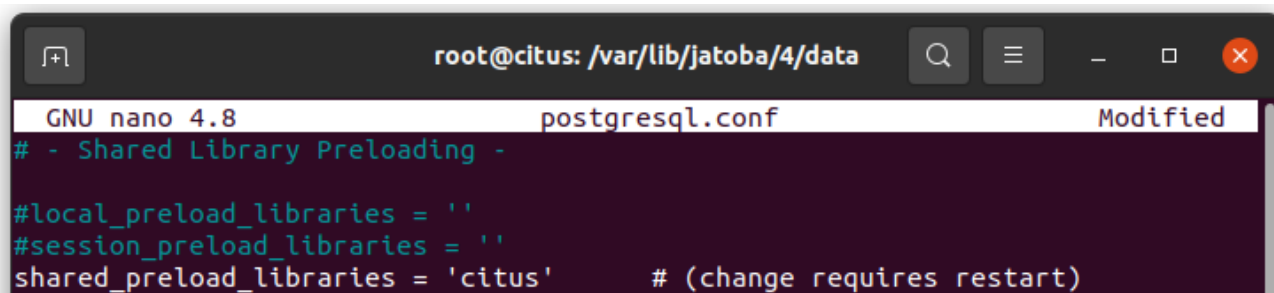 root@citus: /var/lib/jatoba/4/data
GNU nano 4.8 postgresql.conf Modified
# - Shared Library Preloading -
#local_preload_libraries = ''
#session_preload_libraries = ''
shared_preload_libraries = 'citus' # (change requires restart)